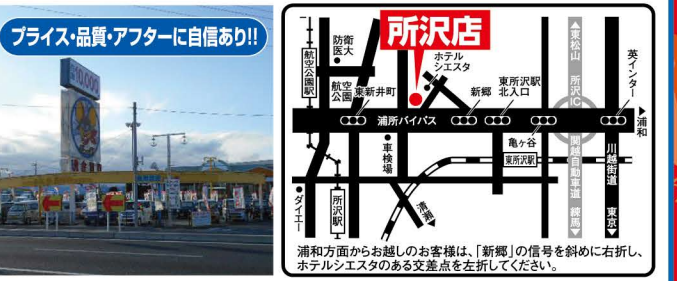 プライス・品質・アフターに自信あり!!
$10,000
所沢店
防衛
医大
航空公園駅
航空
公園
東新井町
ホテル
シエスタ
新郷
東所沢駅
北入口
▲東松山
所沢IC
英インター
▶浦和
浦所バイパス
亀ヶ谷
東所沢駅
車検場
関越自動車道
練馬▼
川越街道
東京▼
ダイエー
所沢駅
清瀬▼
浦和方面からお越しのお客様は、「新郷」の信号を斜めに右折し、
ホテルシエスタのある交差点を左折してください。